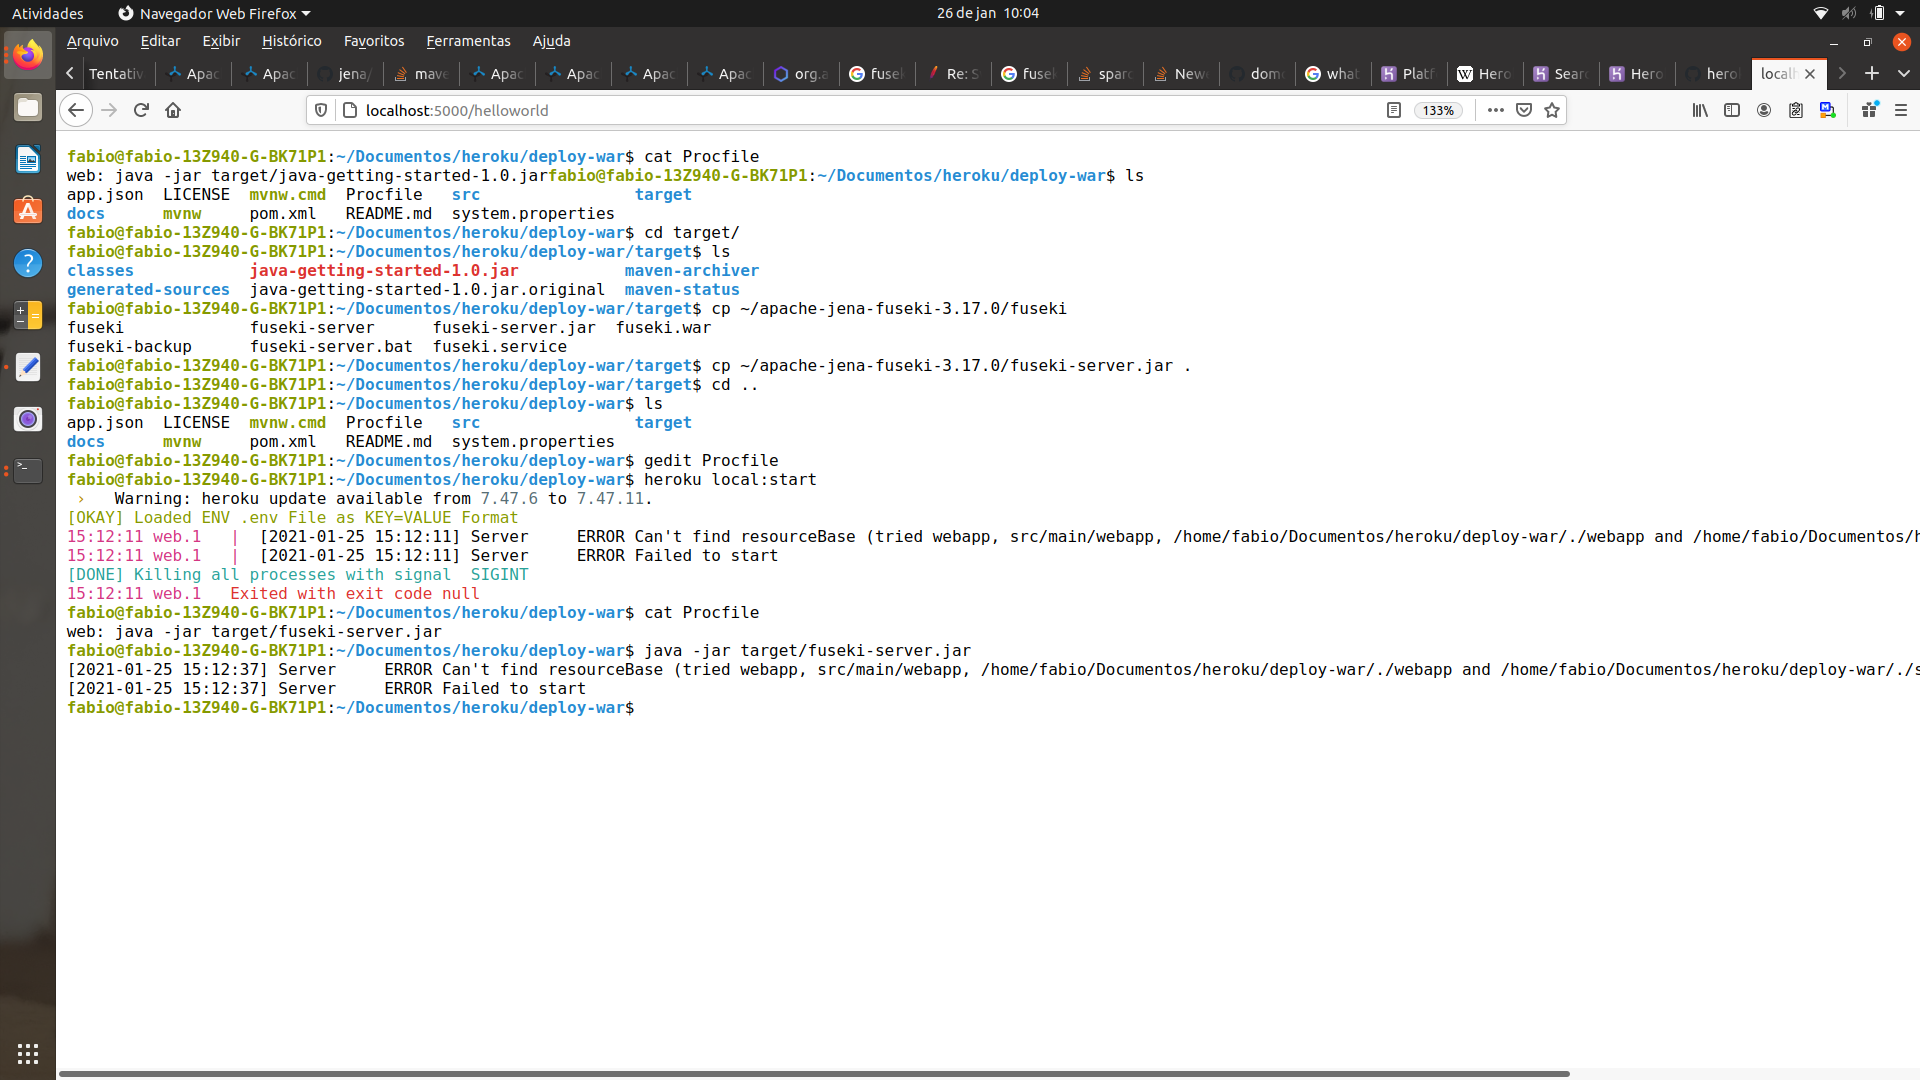 Atividades Navegador Web Firefox 26 de jan 10:04
Arquivo Editar Exibir Histórico Favoritos Ferramentas Ajuda
Tentativ Apac Apac jena/ mave Apac Apac Apac Apac org.a fusek Re: S fusek spar New dom what Platf Hero Sear Hero hero local
localhost:5000/helloworld 133%
fabio@fabio-13Z940-G-BK71P1:~/Documentos/heroku/deploy-war$ cat Procfile
web: java -jar target/java-getting-started-1.0.jarfabio@fabio-13Z940-G-BK71P1:~/Documentos/heroku/deploy-war$ ls
app.json LICENSE mvnw.cmd Procfile src target
docs mvnw pom.xml README.md system.properties
fabio@fabio-13Z940-G-BK71P1:~/Documentos/heroku/deploy-war$ cd target/
fabio@fabio-13Z940-G-BK71P1:~/Documentos/heroku/deploy-war/target$ ls
classes java-getting-started-1.0.jar maven-archiver
generated-sources java-getting-started-1.0.jar.original maven-status
fabio@fabio-13Z940-G-BK71P1:~/Documentos/heroku/deploy-war/target$ cp ~/apache-jena-fuseki-3.17.0/fuseki
fuseki fuseki-server fuseki-server.jar fuseki.war
fuseki-backup fuseki-server.bat fuseki.service
fabio@fabio-13Z940-G-BK71P1:~/Documentos/heroku/deploy-war/target$ cp ~/apache-jena-fuseki-3.17.0/fuseki-server.jar .
fabio@fabio-13Z940-G-BK71P1:~/Documentos/heroku/deploy-war/target$ cd ..
fabio@fabio-13Z940-G-BK71P1:~/Documentos/heroku/deploy-war$ ls
app.json LICENSE mvnw.cmd Procfile src target
docs mvnw pom.xml README.md system.properties
fabio@fabio-13Z940-G-BK71P1:~/Documentos/heroku/deploy-war$ gedit Procfile
fabio@fabio-13Z940-G-BK71P1:~/Documentos/heroku/deploy-war$ heroku local:start
› Warning: heroku update available from 7.47.6 to 7.47.11.
[OKAY] Loaded ENV .env File as KEY=VALUE Format
15:12:11 web.1 | [2021-01-25 15:12:11] Server ERROR Can't find resourceBase (tried webapp, src/main/webapp, /home/fabio/Documentos/heroku/deploy-war/./webapp and /home/fabio/Documentos/h
15:12:11 web.1 | [2021-01-25 15:12:11] Server ERROR Failed to start
[DONE] Killing all processes with signal SIGINT
15:12:11 web.1 Exited with exit code null
fabio@fabio-13Z940-G-BK71P1:~/Documentos/heroku/deploy-war$ cat Procfile
web: java -jar target/fuseki-server.jar
fabio@fabio-13Z940-G-BK71P1:~/Documentos/heroku/deploy-war$ java -jar target/fuseki-server.jar
[2021-01-25 15:12:37] Server ERROR Can't find resourceBase (tried webapp, src/main/webapp, /home/fabio/Documentos/heroku/deploy-war/./webapp and /home/fabio/Documentos/heroku/deploy-war/./s
[2021-01-25 15:12:37] Server ERROR Failed to start
fabio@fabio-13Z940-G-BK71P1:~/Documentos/heroku/deploy-war$